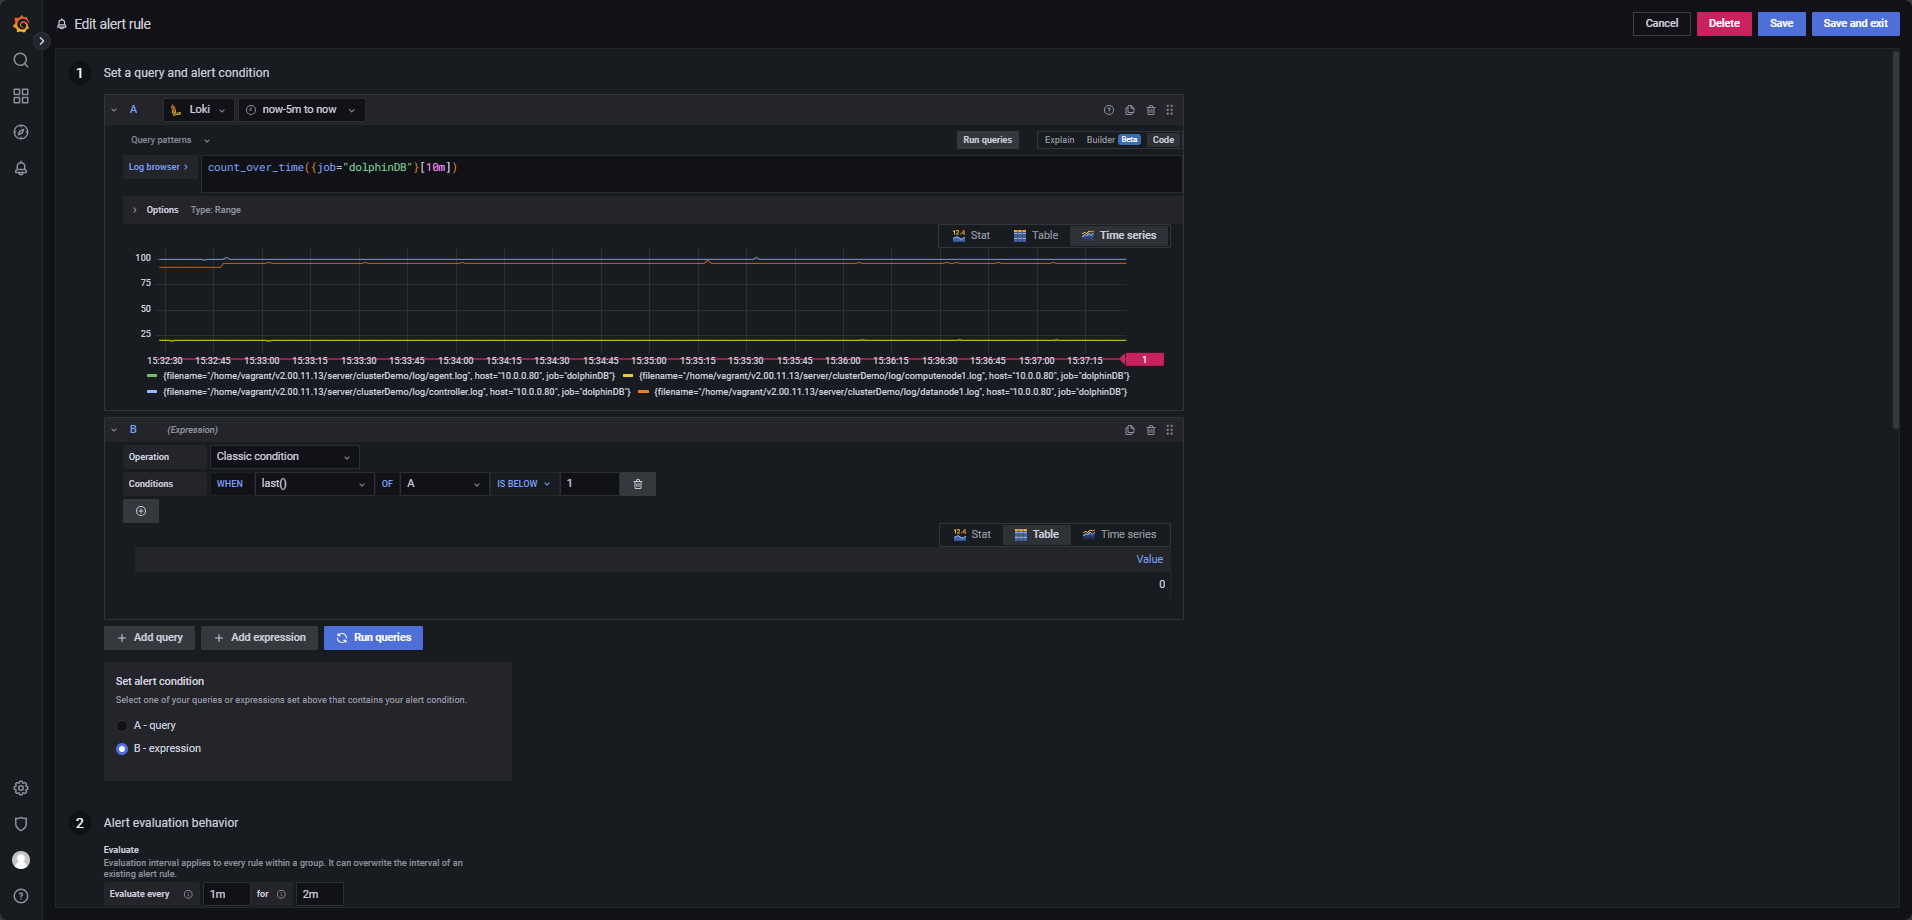 Edit alert rule
Cancel Delete Save Save and exit
1 Set a query and alert condition
A Loki now-5m to now
Query patterns Run queries Explain Builder Beta Code
Log browser > count_over_time({job="dolphinDB"}[10m])
> Options Type: Range
12.4 Stat Table Time series
100
75
50
25
15:32:30 15:32:45 15:33:00 15:33:15 15:33:30 15:33:45 15:34:00 15:34:15 15:34:30 15:34:45 15:35:00 15:35:15 15:35:30 15:35:45 15:36:00 15:36:15 15:36:30 15:36:45 15:37:00 15:37:15 1
{filename="/home/vagrant/v2.00.11.13/server/clusterDemo/log/agent.log", host="10.0.0.80", job="dolphinDB"} {filename="/home/vagrant/v2.00.11.13/server/clusterDemo/log/computenode1.log", host="10.0.0.80", job="dolphinDB"}
{filename="/home/vagrant/v2.00.11.13/server/clusterDemo/log/controller.log", host="10.0.0.80", job="dolphinDB"} {filename="/home/vagrant/v2.00.11.13/server/clusterDemo/log/datanode1.log", host="10.0.0.80", job="dolphinDB"}
B (Expression)
Operation Classic condition
Conditions WHEN last() OF A IS BELOW 1
12.4 Stat Table Time series
Value
0
+ Add query + Add expression Run queries
Set alert condition
Select one of your queries or expressions set above that contains your alert condition.
A - query
B - expression
2 Alert evaluation behavior
Evaluate
Evaluation interval applies to every rule within a group. It can overwrite the interval of an
existing alert rule.
Evaluate every 1m for 2m